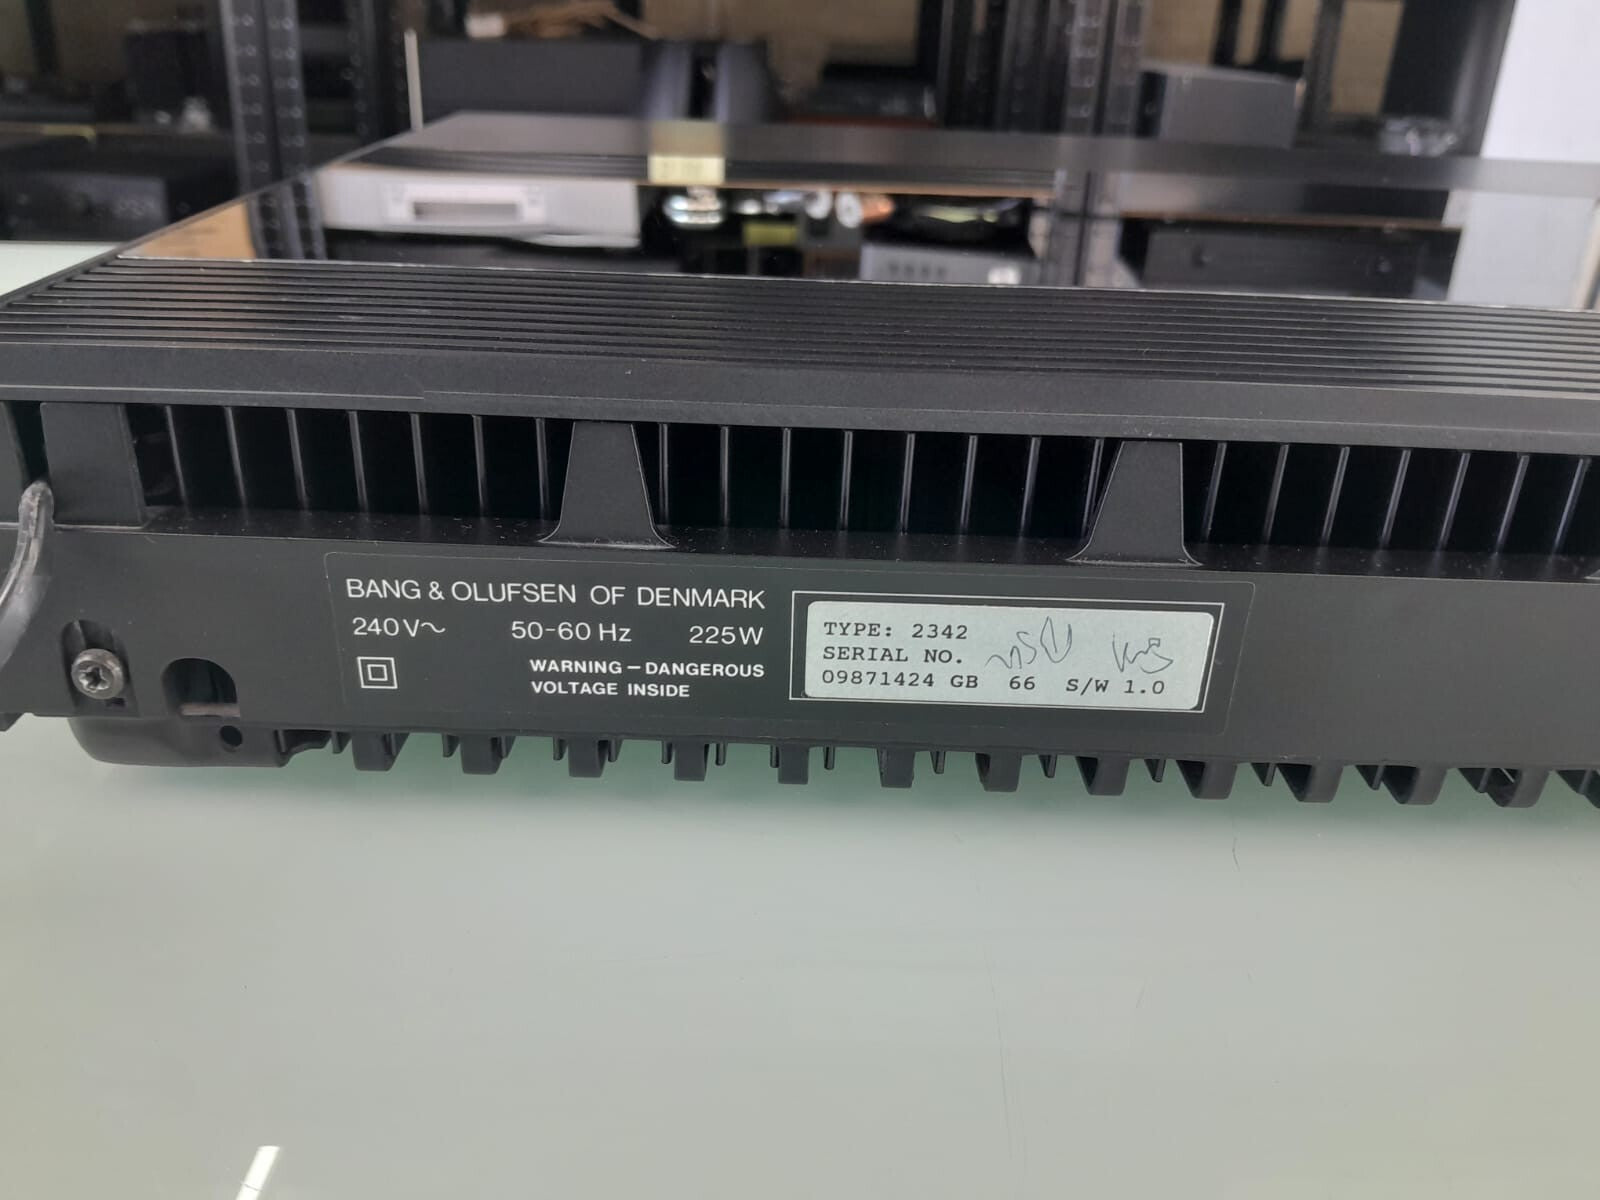 BANG & OLUFSEN OF DENMARK
240V~ 50-60 Hz 225W
WARNING – DANGEROUS
VOLTAGE INSIDE
TYPE: 2342
SERIAL NO.
09871424 GB 66 S/W 1.0